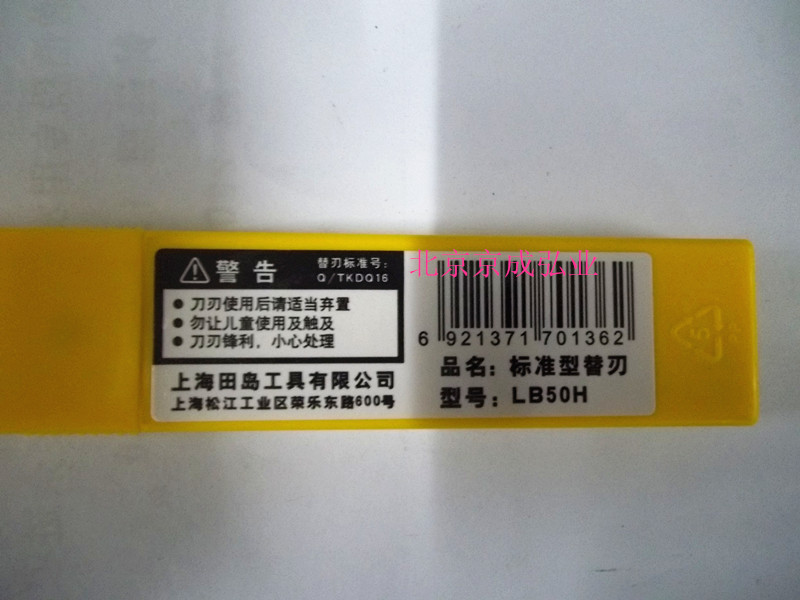 警告
替刃标准号:
Q/TKDQ16
● 刀刃使用后请适当弃置
● 勿让儿童使用及触及
● 刀刃锋利，小心处理
上海田岛工具有限公司
上海松江工业区荣乐东路600号
北京京成弘业
6 921371 701362
品名：标准型替刃
型号：LB50H
5